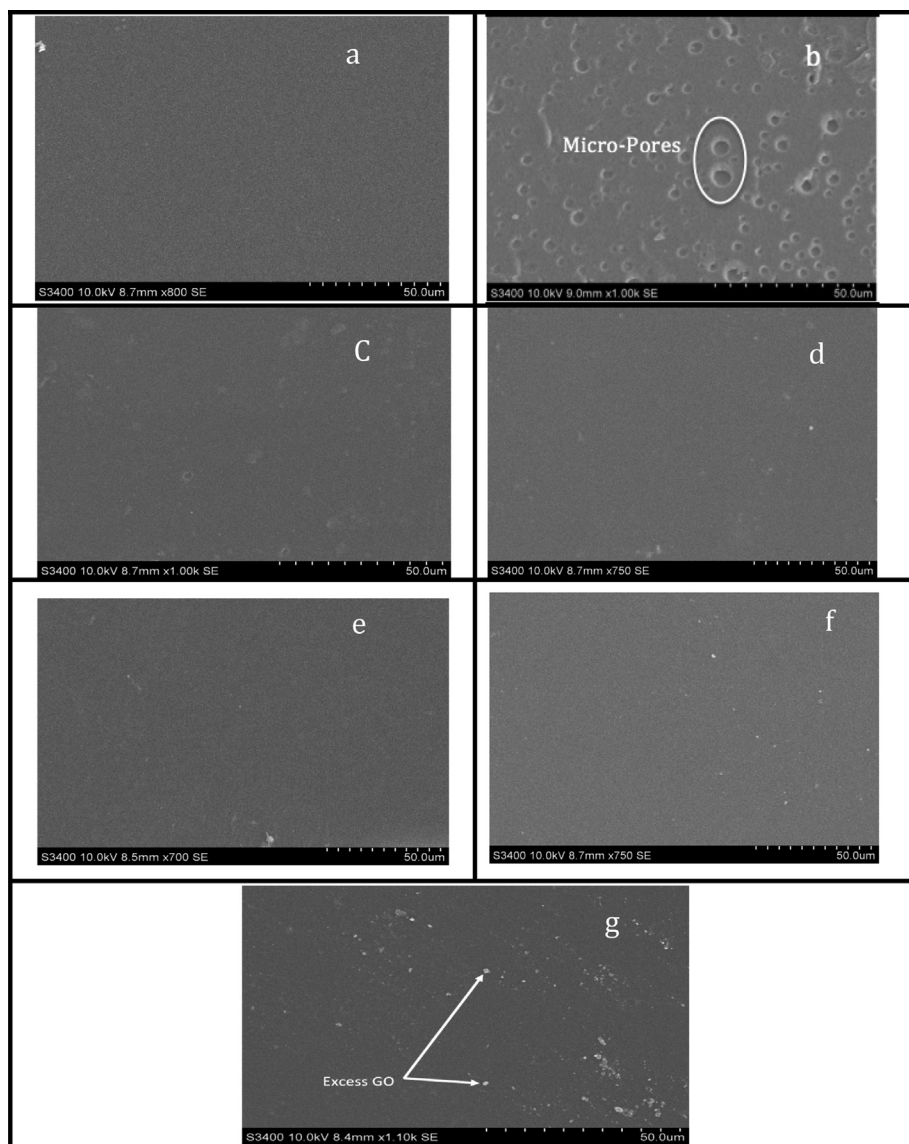 a
S3400 10.0kV 8.7mm x800 SE 50.0um
b
Micro-Pores
S3400 10.0kV 9.0mm x1.00k SE 50.0um
C
S3400 10.0kV 8.7mm x1.00k SE 50.0um
d
S3400 10.0kV 8.7mm x750 SE 50.0um
e
S3400 10.0kV 8.5mm x700 SE 50.0um
f
S3400 10.0kV 8.7mm x750 SE 50.0um
g
Excess GO
S3400 10.0kV 8.4mm x1.10k SE 50.0um